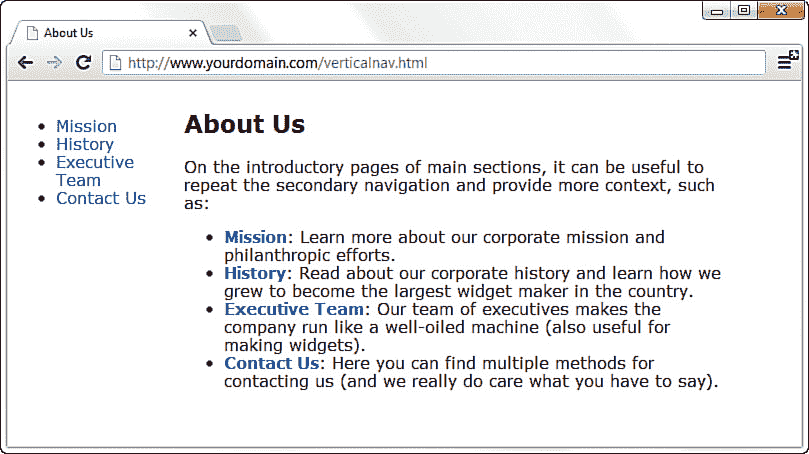 About Us
http://www.yourdomain.com/verticalnav.html
Mission
History
Executive
Team
Contact Us
About Us
On the introductory pages of main sections, it can be useful to
repeat the secondary navigation and provide more context, such
as:
Mission: Learn more about our corporate mission and
philanthropic efforts.
History: Read about our corporate history and learn how we
grew to become the largest widget maker in the country.
Executive Team: Our team of executives makes the
company run like a well-oiled machine (also useful for
making widgets).
Contact Us: Here you can find multiple methods for
contacting us (and we really do care what you have to say).